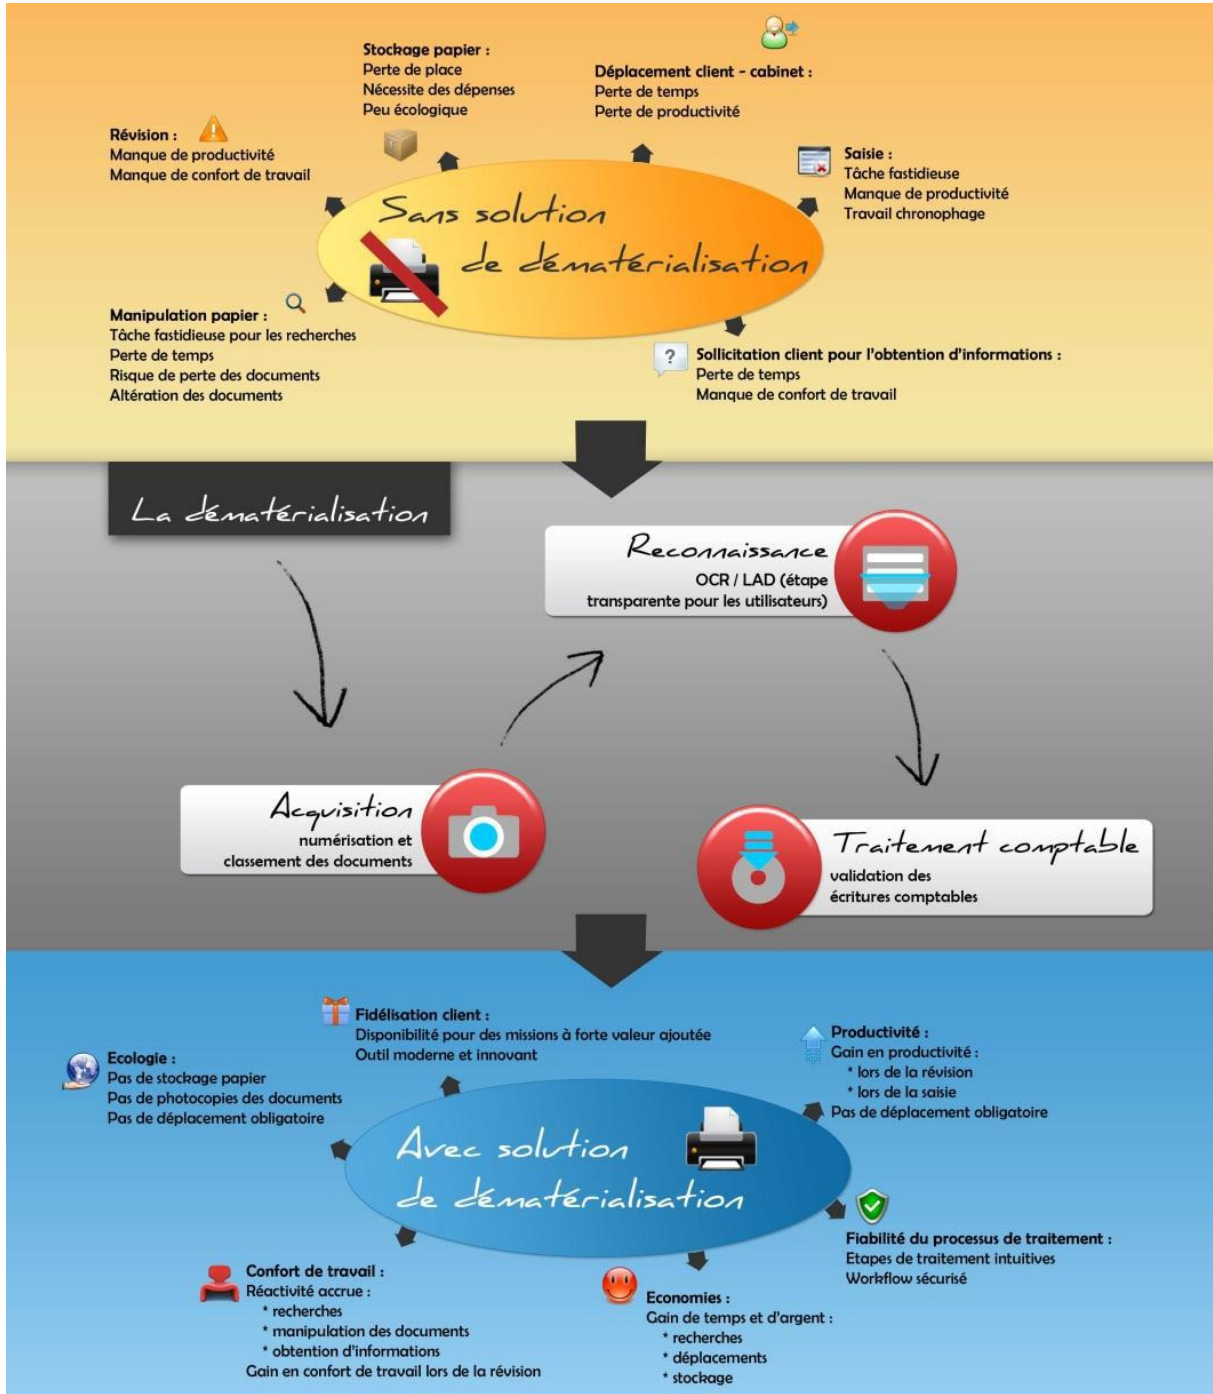 Stockage papier :
Perte de place
Nécessite des dépenses
Peu écologique
Déplacement client - cabinet :
Perte de temps
Perte de productivité
Révision :
Manque de productivité
Manque de confort de travail
Saisie :
Tâche fastidieuse
Manque de productivité
Travail chronophage
Sans solution
de dématérialisation
Manipulation papier :
Tâche fastidieuse pour les recherches
Perte de temps
Risque de perte des documents
Altération des documents
?
Sollicitation client pour l'obtention d'informations :
Perte de temps
Manque de confort de travail
La dématérialisation
Reconnaissance
OCR / LAD (étape
transparente pour les utilisateurs)
Acquisition
numérisation et
classement des documents
Traitement comptable
validation des
écritures comptables
Fidélisation client :
Disponibilité pour des missions à forte valeur ajoutée
Outil moderne et innovant
Productivité :
Gain en productivité :
* lors de la révision
* lors de la saisie
Pas de déplacement obligatoire
Ecologie :
Pas de stockage papier
Pas de photocopies des documents
Pas de déplacement obligatoire
Avec solution
de dématérialisation
Fiabilité du processus de traitement :
Etapes de traitement intuitives
Workflow sécurisé
Confort de travail :
Réactivité accrue :
* recherches
* manipulation des documents
* obtention d'informations
Gain en confort de travail lors de la révision
Economies :
Gain de temps et d'argent :
* recherches
* déplacements
* stockage